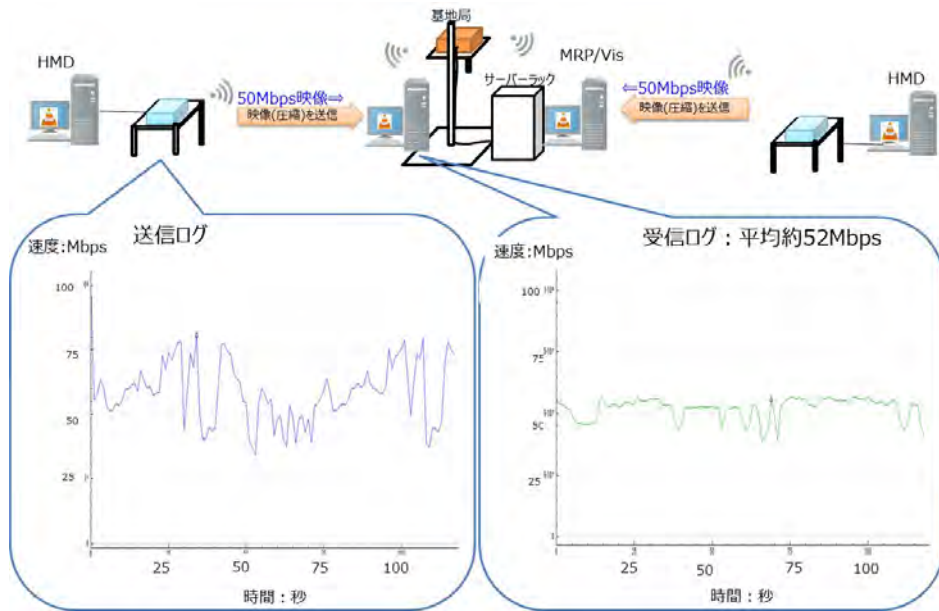 基地局
HMD
MRP/Vis
HMD
サーバーラック
50Mbps映像⇒
映像(圧縮)を送信
⇐50Mbps映像
映像(圧縮)を送信
送信ログ
速度:Mbps
100
75
50
25
25
50
75
100
時間：秒
受信ログ：平均約52Mbps
速度:Mbps
100
75
50
25
25
50
75
100
時間：秒